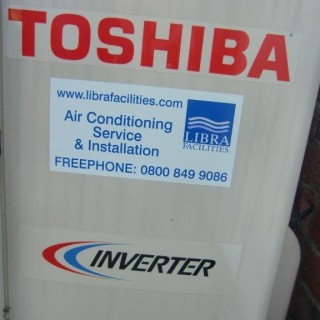 TOSHIBA
www.librafacilities.com
Air Conditioning
Service
& Installation
LIBRA
FACILITIES
FREEPHONE: 0800 849 9086
INVERTER